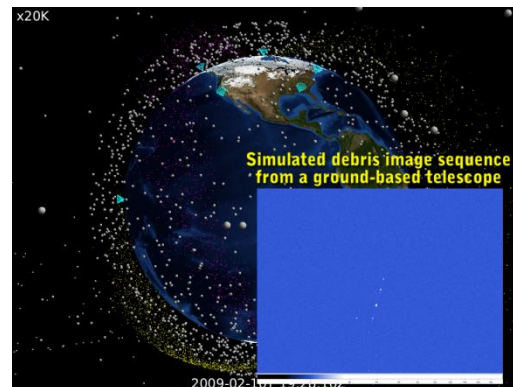 x20K
Simulated debris image sequence
from a ground-based telescope